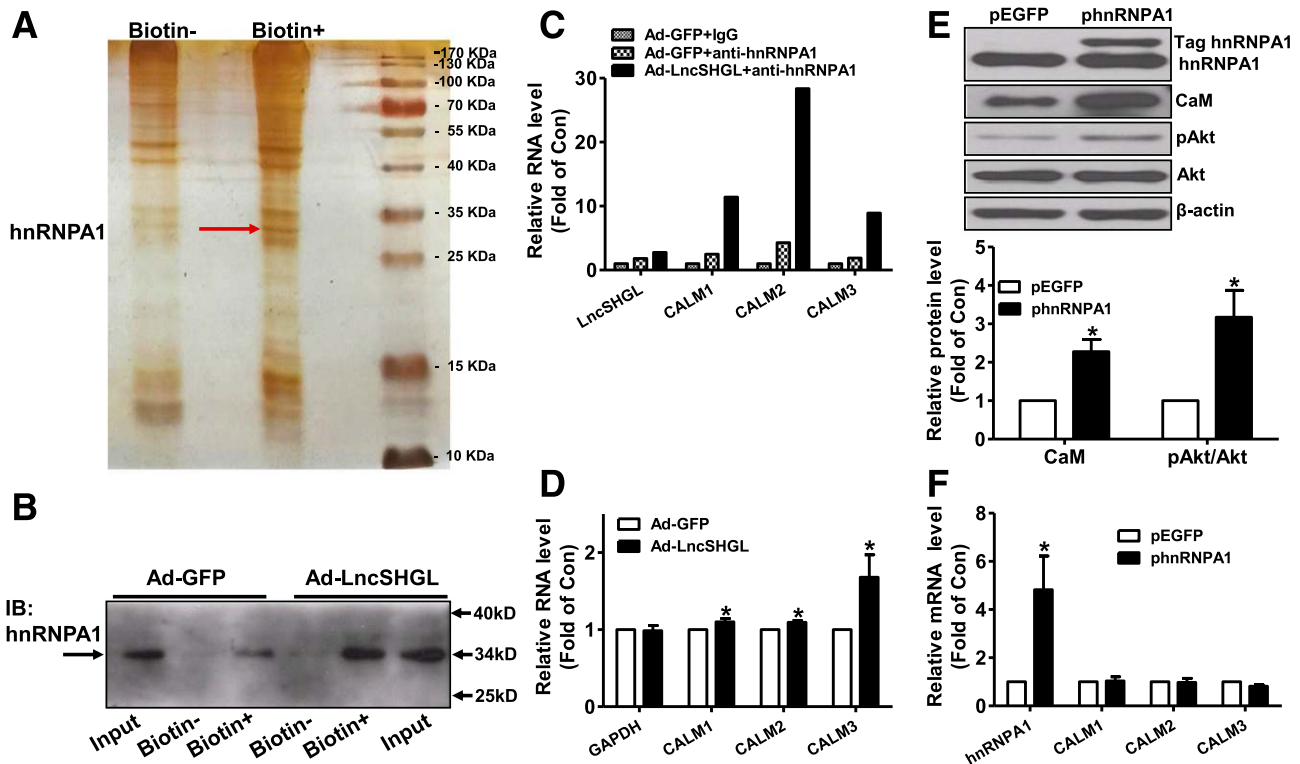 A
Biotin-
Biotin+
-170 KDa
- 130 KDa
- 100 KDa
- 70 KDa
- 55 KDa
- 40 KDa
- 35 KDa
- 25 KDa
- 15 KDa
- 10 KDa
hnRNPA1
B
Ad-GFP
Ad-LncSHGL
IB:
hnRNPA1
40kD
34kD
25kD
Input
Biotin-
Biotin+
Biotin-
Biotin+
Input
C
Ad-GFP+IgG
Ad-GFP+anti-hnRNPA1
Ad-LncSHGL+anti-hnRNPA1
Relative RNA level
(Fold of Con)
30
20
10
0
LncSHGL
CALM1
CALM2
CALM3
D
Ad-GFP
Ad-LncSHGL
Relative RNA level
(Fold of Con)
2
1
0
*
*
*
GAPDH
CALM1
CALM2
CALM3
E
pEGFP
phnRNPA1
Tag hnRNPA1
hnRNPA1
CaM
pAkt
Akt
β-actin
Relative protein level
(Fold of Con)
5
4
3
2
1
0
pEGFP
phnRNPA1
*
*
CaM
pAkt/Akt
F
Relative mRNA level
(Fold of Con)
8
6
4
2
0
pEGFP
phnRNPA1
*
hnRNPA1
CALM1
CALM2
CALM3